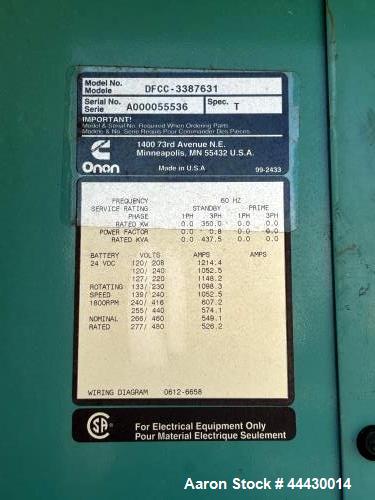 Model No.
Modele
DFCC-3387631
Serial No.
Serie
A000055536
Spec.
T
IMPORTANT!
Model & Serial No. Required When Ordering Parts
Modele & No. Serie Requis Pour Commander Des Pieces
Onan
1400 73rd Avenue N.E.
Minneapolis, MN 55432 U.S.A.
Made in U.S.A
99-2433
FREQUENCY 60 HZ
SERVICE RATING STANDBY PRIME
PHASE 1PH 3PH 1PH 3PH
RATED KW 0.0 350.0 0.0 0.0
POWER FACTOR 0.0 0.8 0.0 0.0
RATED KVA 0.0 437.5 0.0 0.0
BATTERY VOLTS AMPS AMPS
24 VDC 120/ 208 1214.4
120/ 240 1052.5
127/ 220 1148.2
ROTATING 133/ 230 1098.3
SPEED 139/ 240 1052.5
1800RPM 240/ 416 607.2
255/ 440 574.1
NOMINAL 266/ 460 549.1
RATED 277/ 480 526.2
WIRING DIAGRAM 0612-6658
For Electrical Equipment Only
Pour Material Electrique Seulement
Aaron Stock # 44430014